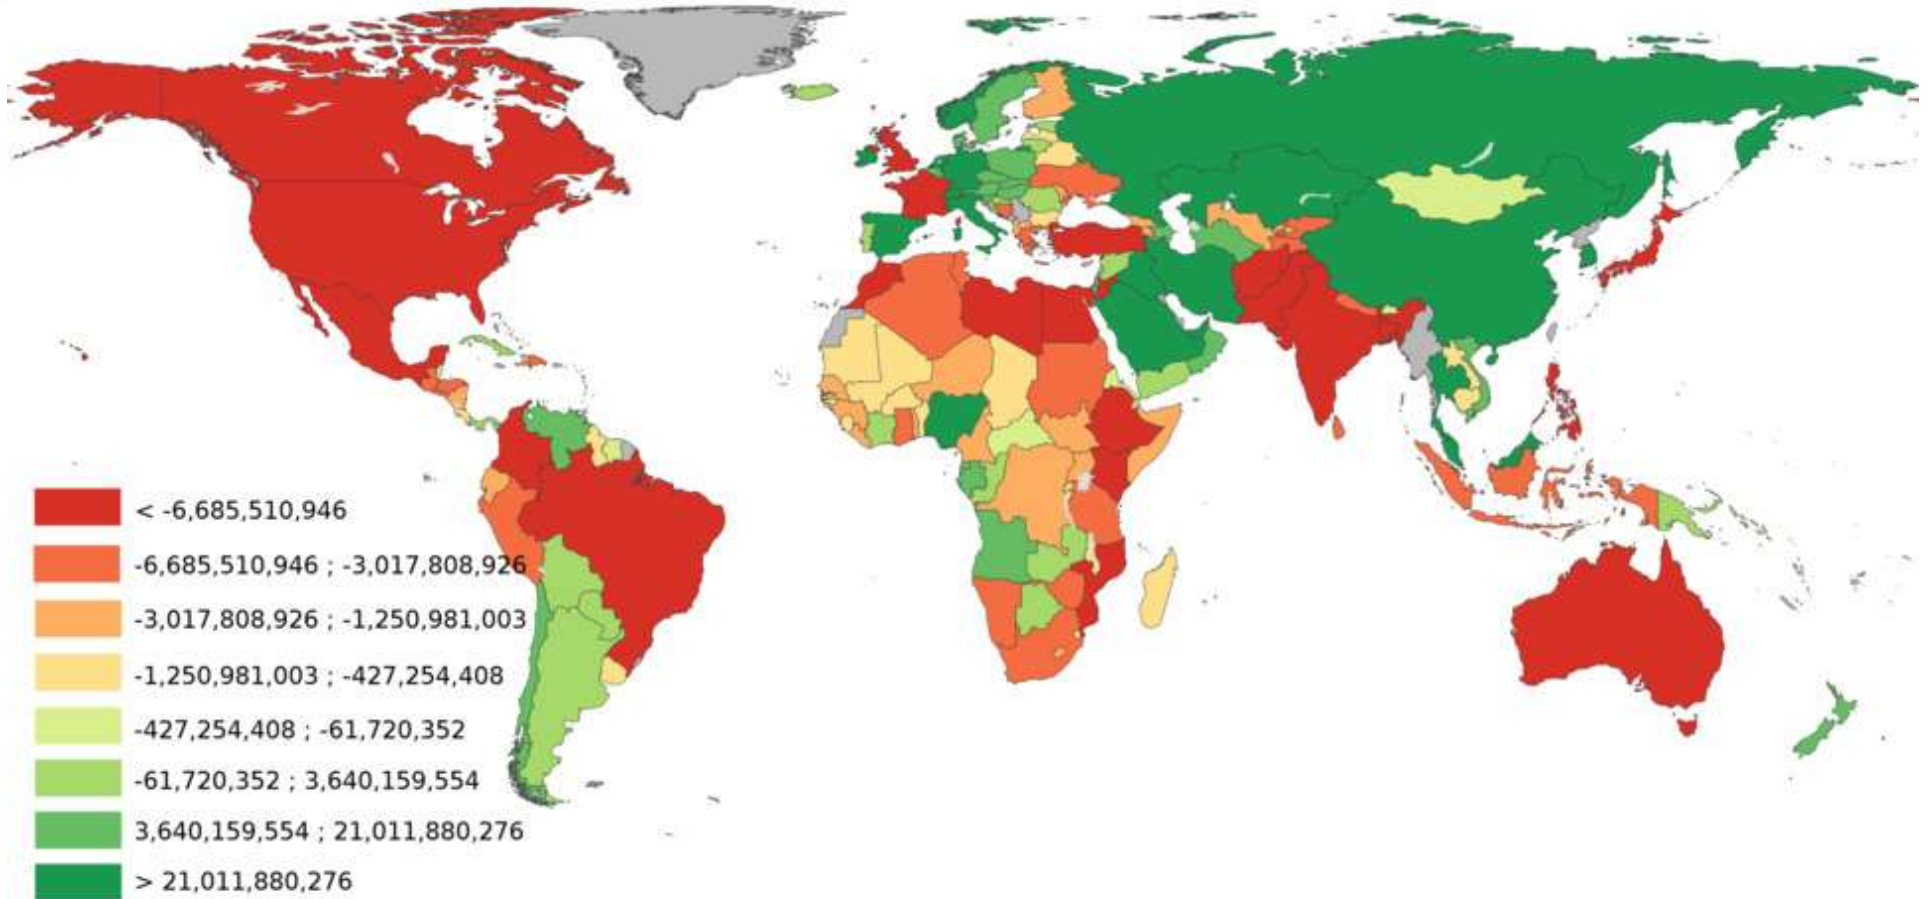 < -6,685,510,946
-6,685,510,946 ; -3,017,808,926
-3,017,808,926 ; -1,250,981,003
-1,250,981,003 ; -427,254,408
-427,254,408 ; -61,720,352
-61,720,352 ; 3,640,159,554
3,640,159,554 ; 21,011,880,276
> 21,011,880,276